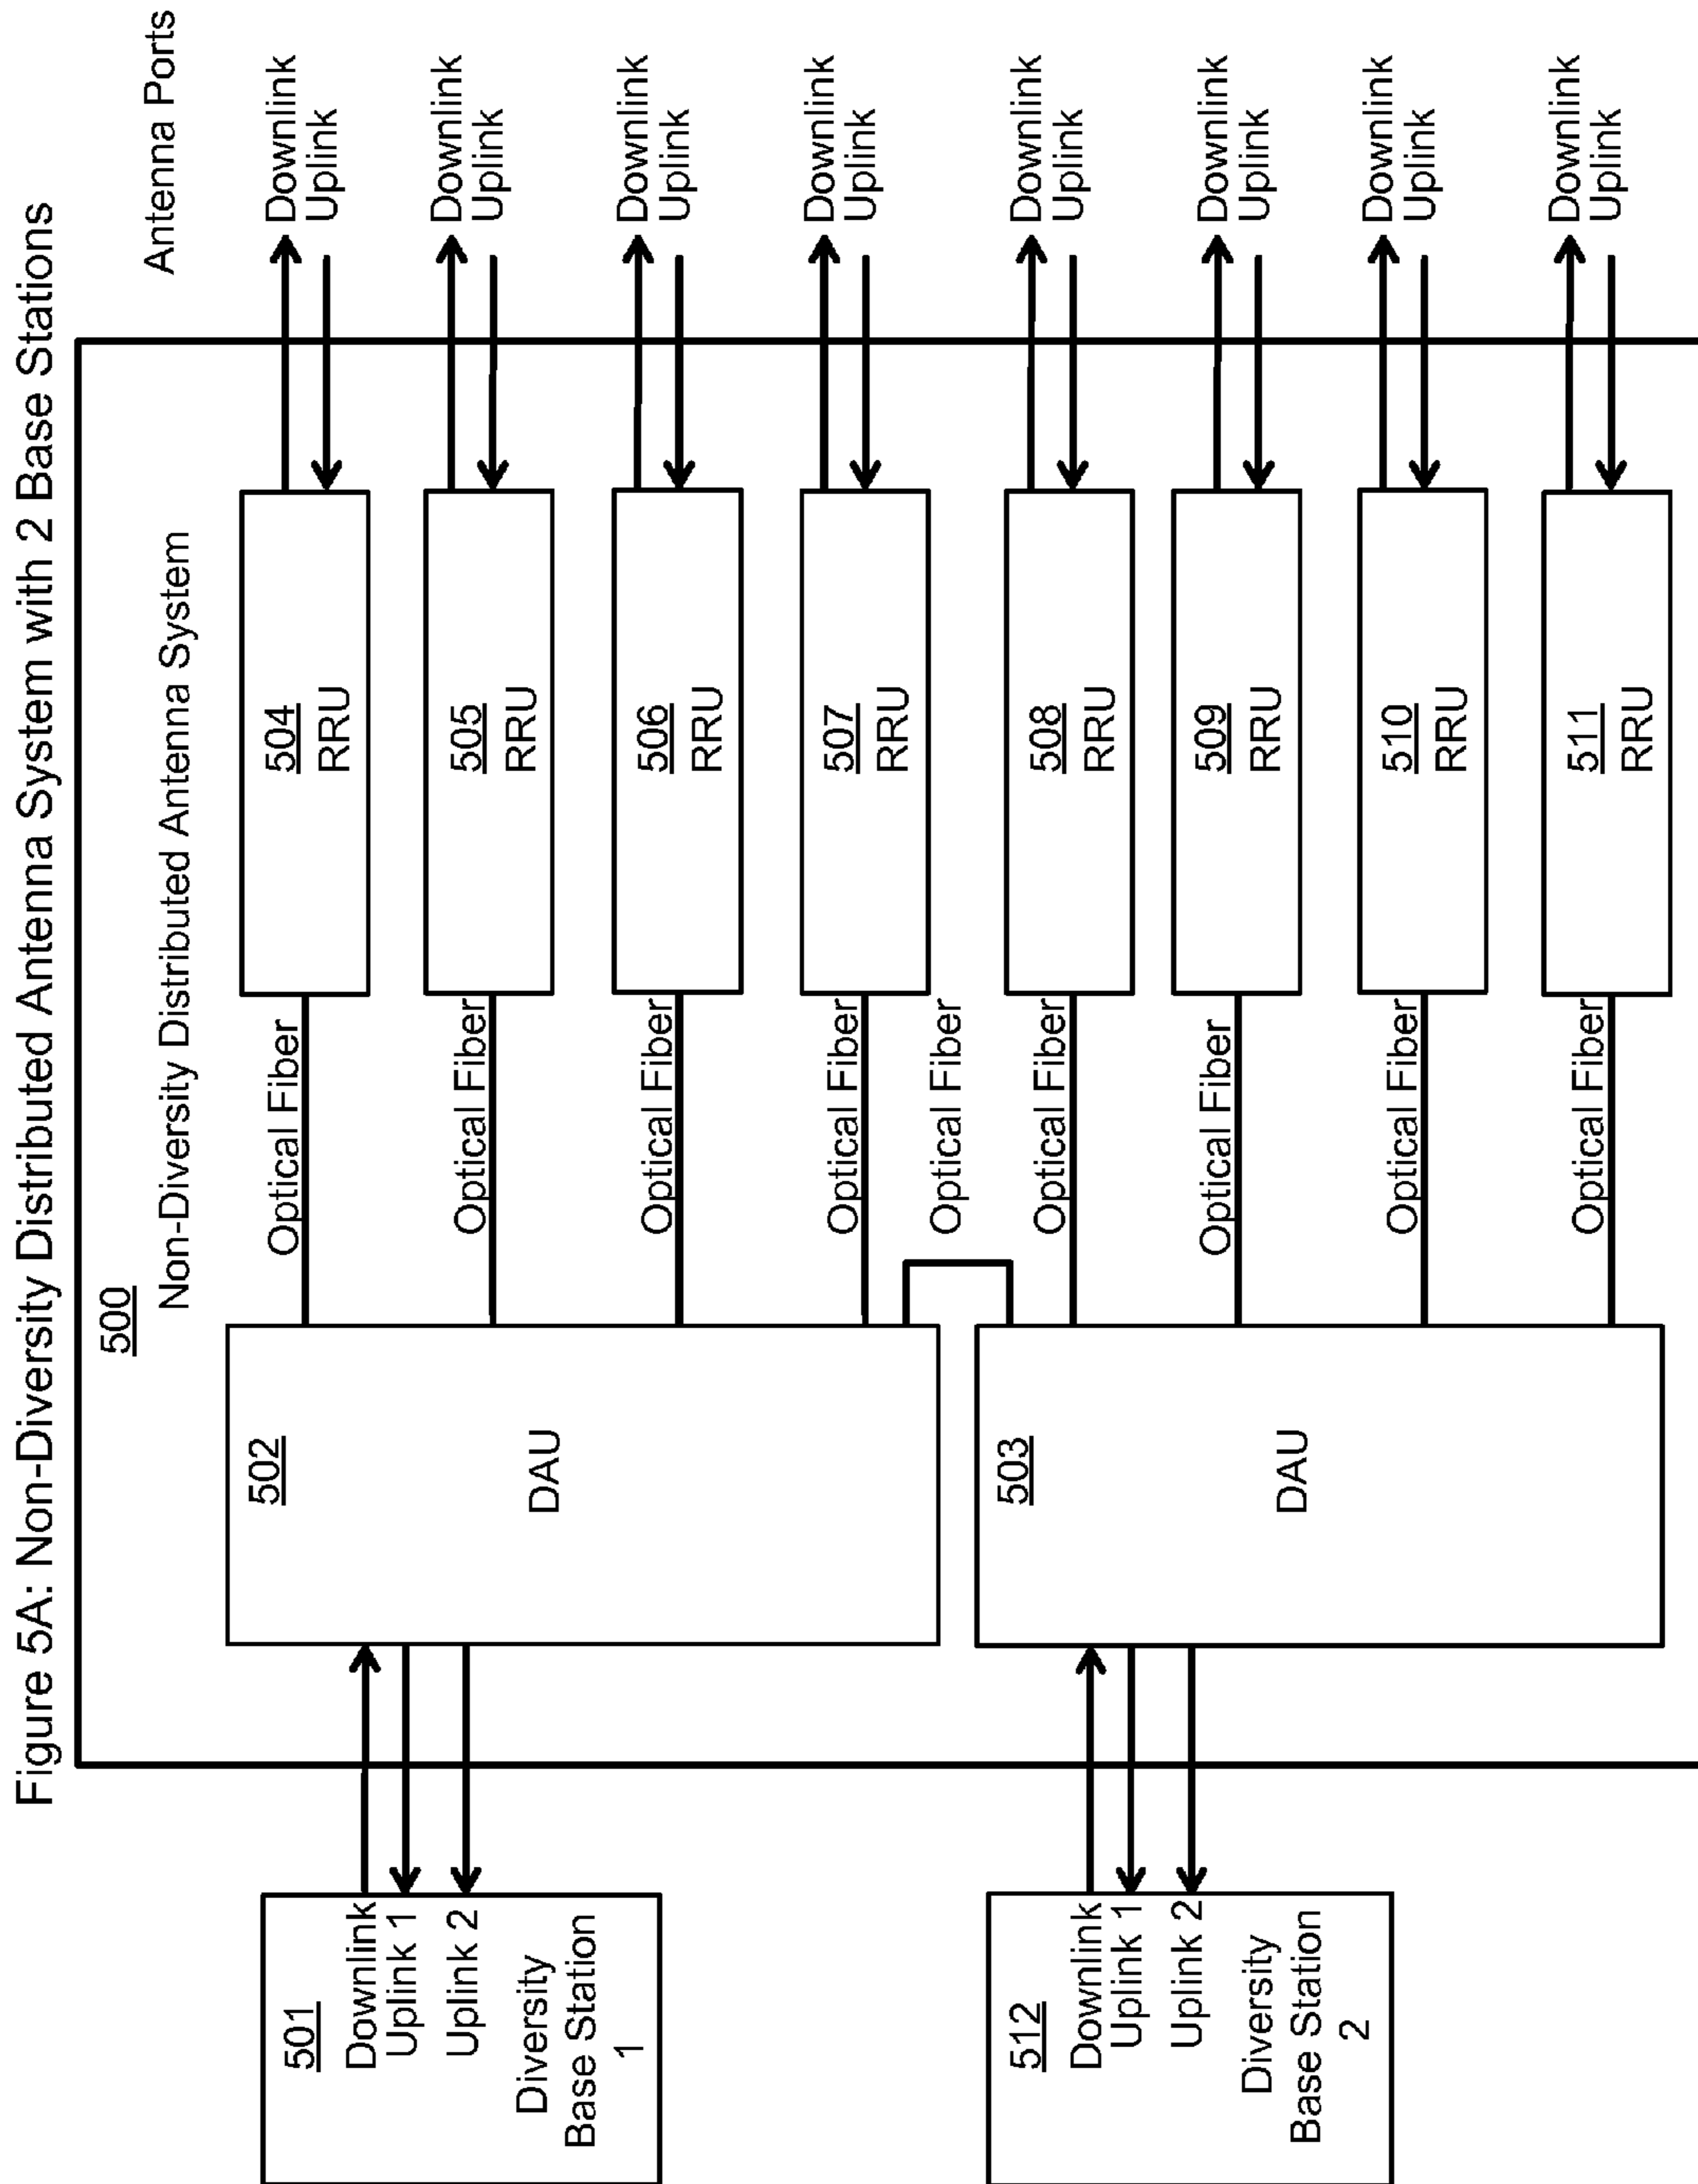 Figure 5A: Non-Diversity Distributed Antenna System with 2 Base Stations
500
Non-Diversity Distributed Antenna System
Antenna Ports
501
Downlink
Uplink 1
Uplink 2
Diversity
Base Station
1
502
DAU
Optical Fiber
504
RRU
Downlink
Uplink
Optical Fiber
505
RRU
Downlink
Uplink
Optical Fiber
506
RRU
Downlink
Uplink
Optical Fiber
507
RRU
Downlink
Uplink
Optical Fiber
512
Downlink
Uplink 1
Uplink 2
Diversity
Base Station
2
503
DAU
Optical Fiber
508
RRU
Downlink
Uplink
Optical Fiber
509
RRU
Downlink
Uplink
Optical Fiber
510
RRU
Downlink
Uplink
Optical Fiber
511
RRU
Downlink
Uplink